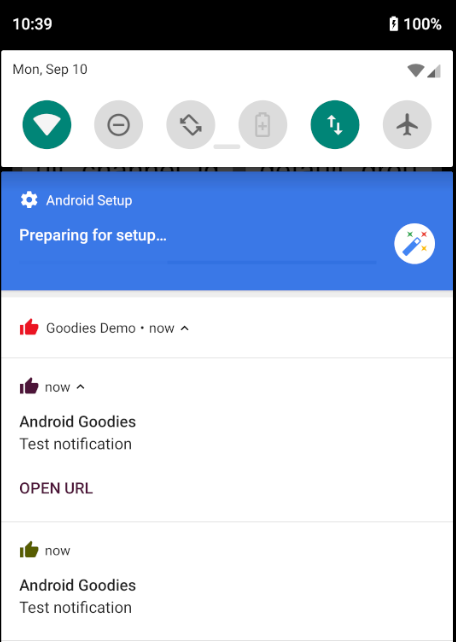 10:39
100%
Mon, Sep 10
Android Setup
Preparing for setup...
Goodies Demo • now
now
Android Goodies
Test notification
OPEN URL
now
Android Goodies
Test notification